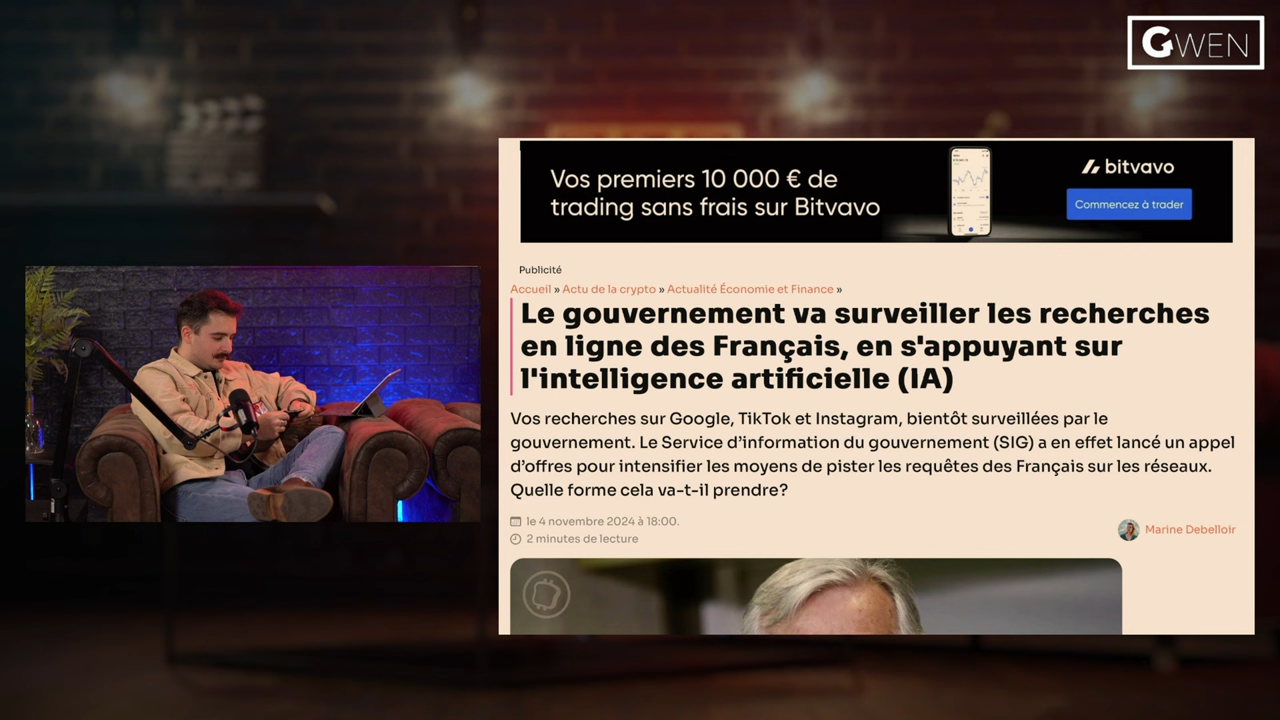 GWEN
Vos premiers 10 000 € de
trading sans frais sur Bitvavo
bitvavo
Commencez à trader
Publicité
Accueil » Actu de la crypto » Actualité Économie et Finance »
Le gouvernement va surveiller les recherches
en ligne des Français, en s'appuyant sur
l'intelligence artificielle (IA)
Vos recherches sur Google, TikTok et Instagram, bientôt surveillées par le
gouvernement. Le Service d’information du gouvernement (SIG) a en effet lancé un appel
d’offres pour intensifier les moyens de pister les requêtes des Français sur les réseaux.
Quelle forme cela va-t-il prendre?
le 4 novembre 2024 à 18:00.
2 minutes de lecture
Marine Debelloir